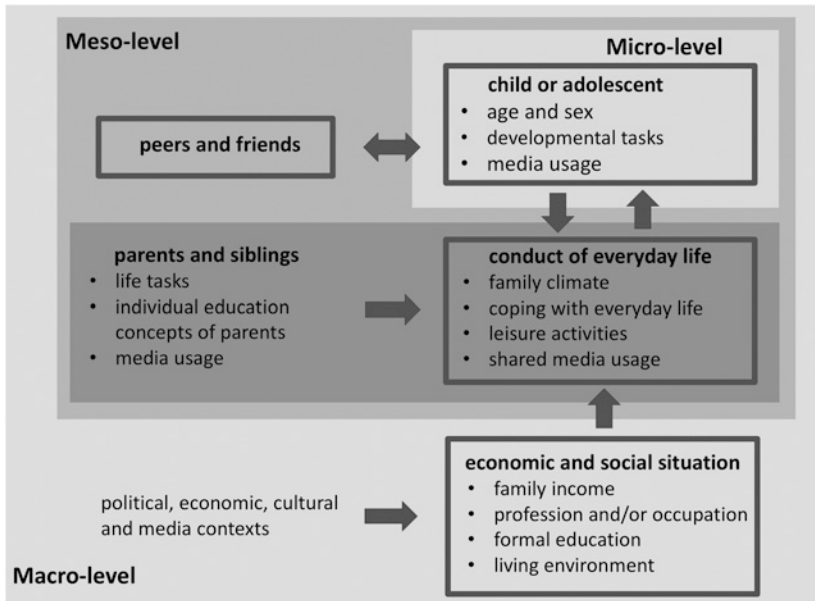 Meso-level
Micro-level
child or adolescent
• age and sex
• developmental tasks
• media usage
peers and friends
parents and siblings
• life tasks
• individual education
concepts of parents
• media usage
conduct of everyday life
• family climate
• coping with everyday life
• leisure activities
• shared media usage
economic and social situation
• family income
• profession and/or occupation
• formal education
• living environment
political, economic, cultural
and media contexts
Macro-level